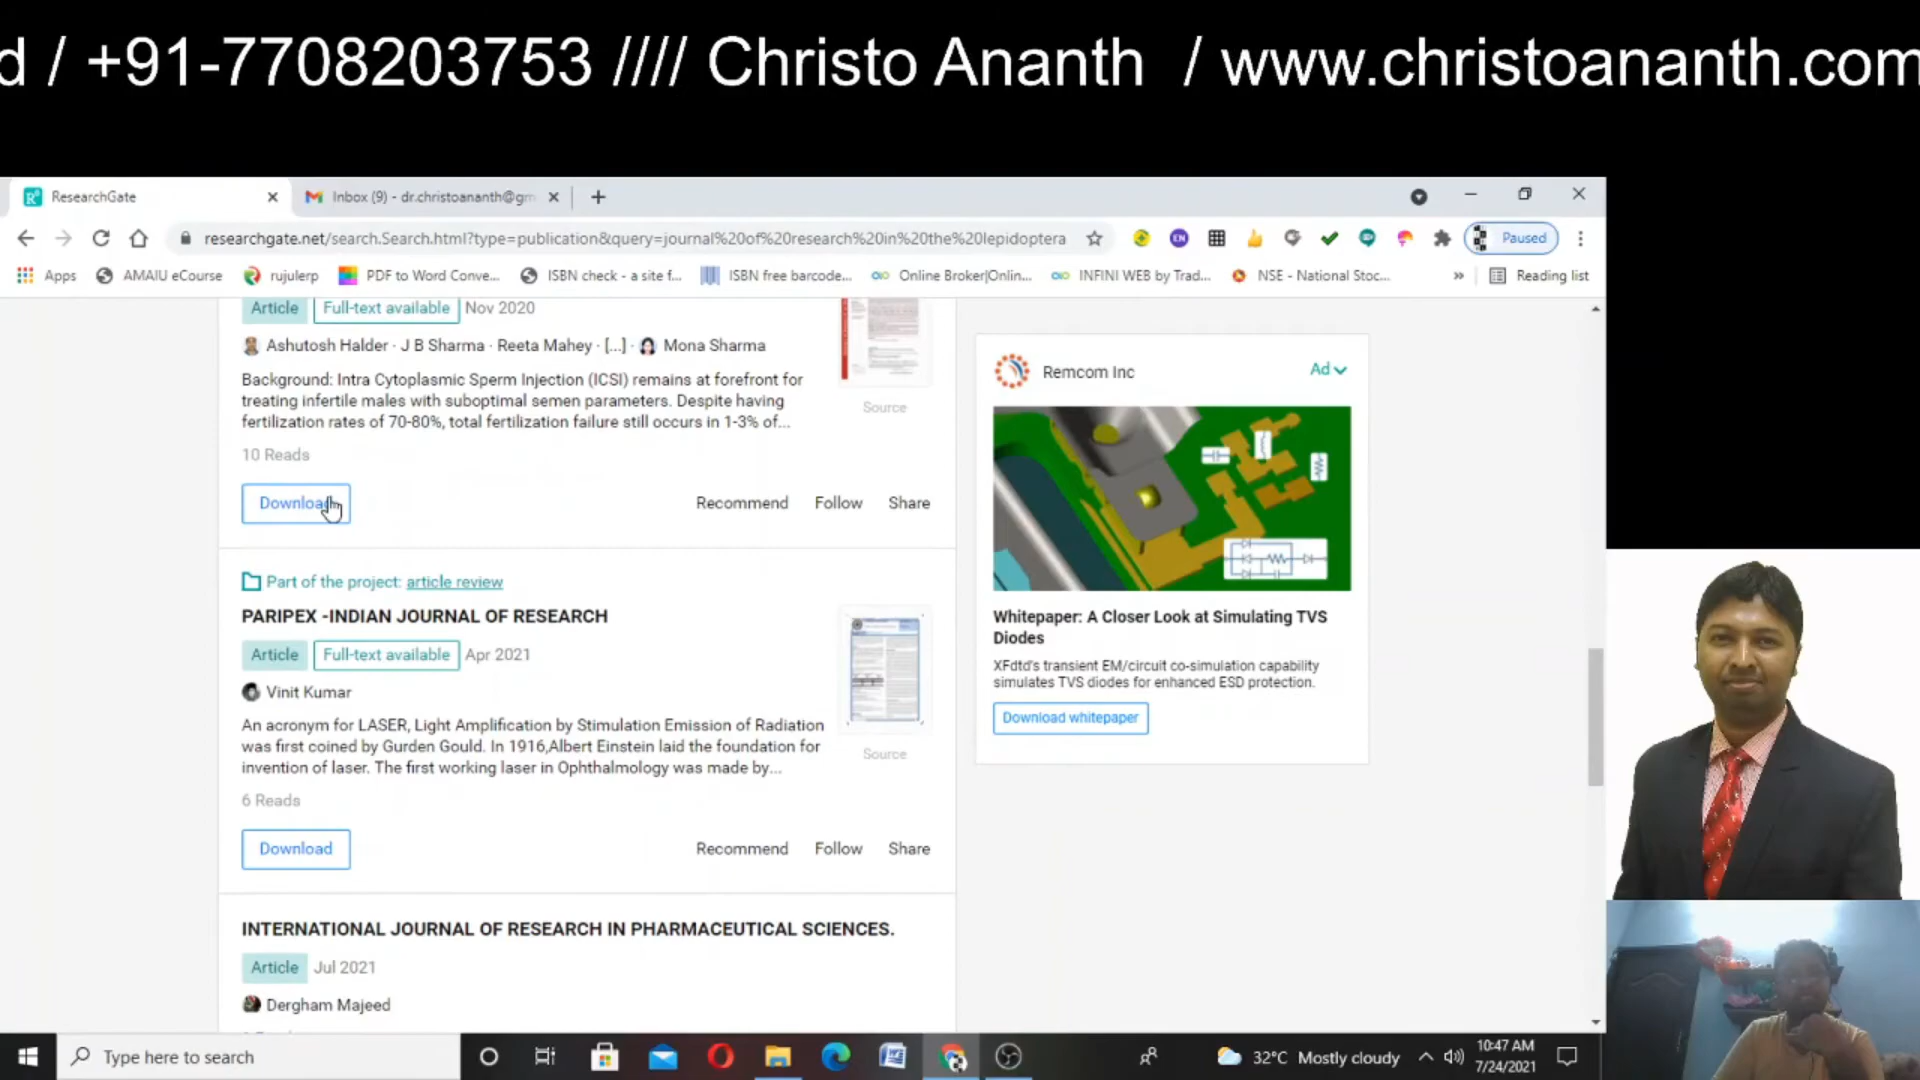 d / +91-7708203753 //// Christo Ananth / www.christoananth.com
ResearchGate
Inbox (9) - dr.christoananth@gm
researchgate.net/search.Search.html?type=publication&query=journal%20of%20research%20in%20the%20lepidoptera
EN
Paused
Apps
AMAIU eCourse
rujulerp
PDF to Word Conve...
ISBN check - a site f...
ISBN free barcode...
Online Broker|Onlin...
INFINI WEB by Trad...
NSE - National Stoc...
»
Reading list
Article Full-text available Nov 2020
Ashutosh Halder · J B Sharma · Reeta Mahey · [...] · Mona Sharma
Background: Intra Cytoplasmic Sperm Injection (ICSI) remains at forefront for
treating infertile males with suboptimal semen parameters. Despite having
fertilization rates of 70-80%, total fertilization failure still occurs in 1-3% of...
Source
10 Reads
Download
Recommend Follow Share
Part of the project: article review
PARIPEX -INDIAN JOURNAL OF RESEARCH
Article Full-text available Apr 2021
Vinit Kumar
An acronym for LASER, Light Amplification by Stimulation Emission of Radiation
was first coined by Gurden Gould. In 1916,Albert Einstein laid the foundation for
invention of laser. The first working laser in Ophthalmology was made by...
Source
6 Reads
Download
Recommend Follow Share
INTERNATIONAL JOURNAL OF RESEARCH IN PHARMACEUTICAL SCIENCES.
Article Jul 2021
Dergham Majeed
Remcom Inc
Ad
Whitepaper: A Closer Look at Simulating TVS
Diodes
XFdtd's transient EM/circuit co-simulation capability
simulates TVS diodes for enhanced ESD protection.
Download whitepaper
Type here to search
32°C Mostly cloudy
10:47 AM
7/24/2021